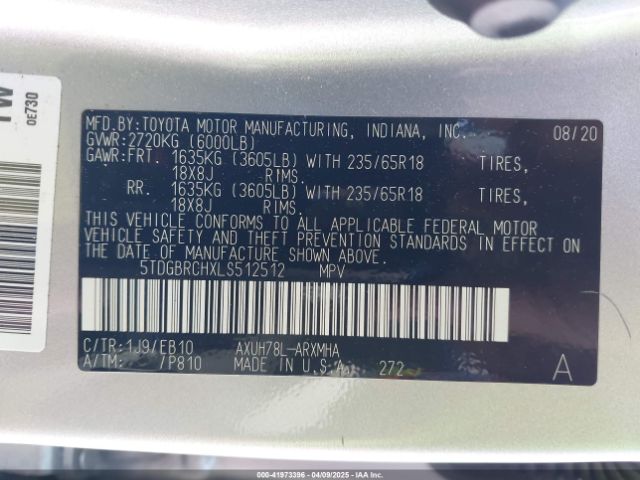 MFD.BY:TOYOTA MOTOR MANUFACTURING, INDIANA, INC. 08/20
GVWR:2720KG (6000LB)
GAWR:FRT. 1635KG (3605LB) WITH 235/65R18 TIRES,
18X8J RIMS.
RR. 1635KG (3605LB) WITH 235/65R18 TIRES,
18X8J RIMS.
THIS VEHICLE CONFORMS TO ALL APPLICABLE FEDERAL MOTOR
VEHICLE SAFETY AND THEFT PREVENTION STANDARDS IN EFFECT ON
THE DATE OF MANUFACTURE SHOWN ABOVE.
5TDGBRCHXLS512512 MPV
C/TR:1J9/EB10 AXUH78L-ARXMHA
A/TM: /P810 MADE IN U.S.A. 272 A
0E730
00-41973396 - 04/09/2025 - IAAI.COM